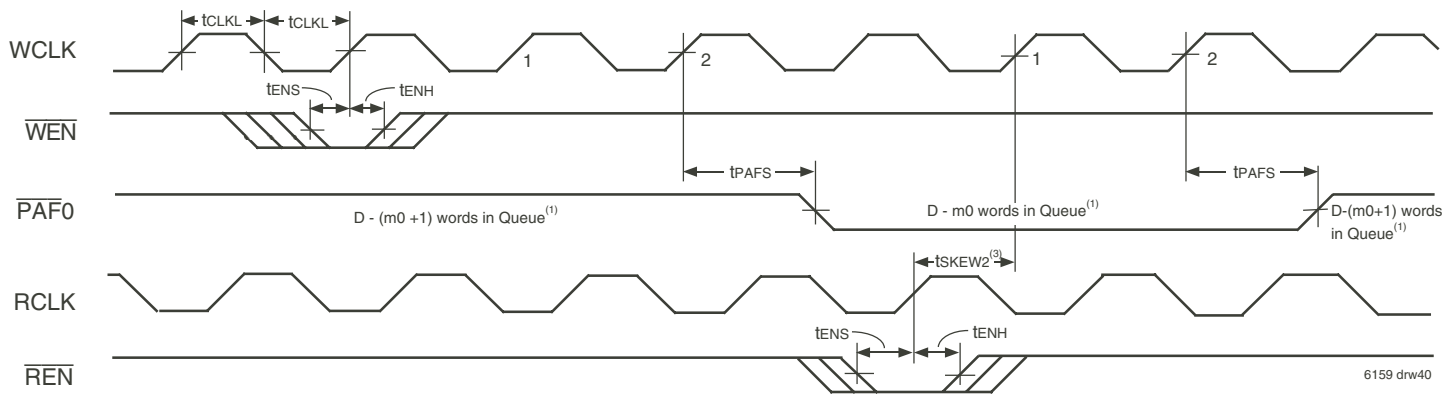 tCLKL tCLKL
WCLK 1 2 1 2
tENS tENH
WEN
tPAFS tPAFS
PAF0
D - (m0 +1) words in Queue(1)
D - m0 words in Queue(1)
D-(m0+1) words
in Queue(1)
tSKEW2(3)
RCLK
tENS tENH
REN
6159 drw40